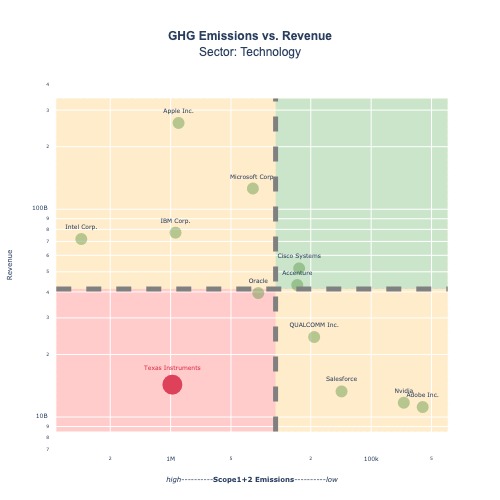 GHG Emissions vs. Revenue
Sector: Technology
4
3
2
100B
9
8
7
6
5
4
3
2
10B
9
8
7
Revenue
Apple Inc.
Microsoft Corp.
Intel Corp.
IBM Corp.
Cisco Systems
Accenture
Oracle
QUALCOMM Inc.
Texas Instruments
Salesforce
Nvidia
Adobe Inc.
2 1M 5 2 100k 5
high----------Scope1+2 Emissions----------low